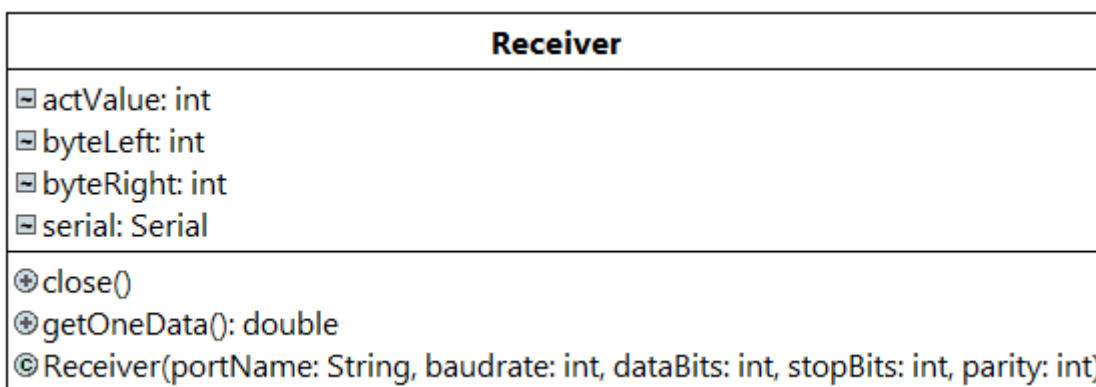 Receiver
~ actValue: int
~ byteLeft: int
~ byteRight: int
~ serial: Serial
+ close()
+ getOneData(): double
© Receiver(portName: String, baudrate: int, dataBits: int, stopBits: int, parity: int)